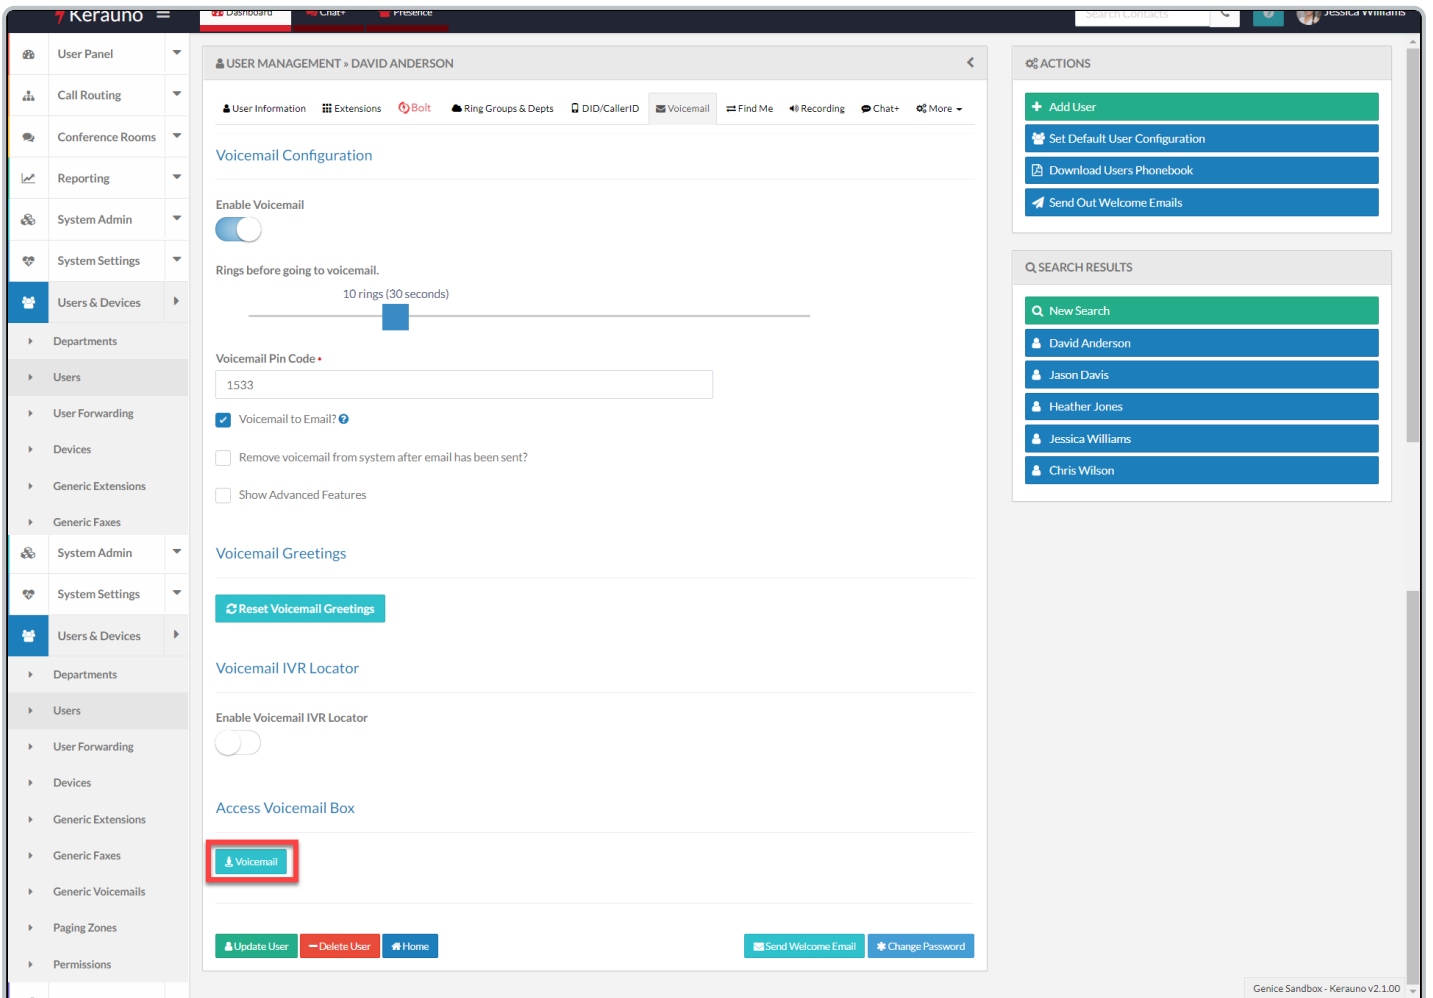 Kerauno
Dashboard
Chat+
Presence
Search Contacts
?
Jessica Williams
User Panel
Call Routing
Conference Rooms
Reporting
System Admin
System Settings
Users & Devices
Departments
Users
User Forwarding
Devices
Generic Extensions
Generic Faxes
System Admin
System Settings
Users & Devices
Departments
Users
User Forwarding
Devices
Generic Extensions
Generic Faxes
Generic Voicemails
Paging Zones
Permissions
USER MANAGEMENT » DAVID ANDERSON
User Information
Extensions
Bolt
Ring Groups & Depts
DID/CallerID
Voicemail
Find Me
Recording
Chat+
More
Voicemail Configuration
Enable Voicemail
Rings before going to voicemail.
10 rings (30 seconds)
Voicemail Pin Code •
1533
Voicemail to Email? ?
Remove voicemail from system after email has been sent?
Show Advanced Features
Voicemail Greetings
Reset Voicemail Greetings
Voicemail IVR Locator
Enable Voicemail IVR Locator
Access Voicemail Box
Voicemail
Update User
Delete User
Home
Send Welcome Email
Change Password
ACTIONS
Add User
Set Default User Configuration
Download Users Phonebook
Send Out Welcome Emails
SEARCH RESULTS
New Search
David Anderson
Jason Davis
Heather Jones
Jessica Williams
Chris Wilson
Genice Sandbox - Kerauno v2.1.00